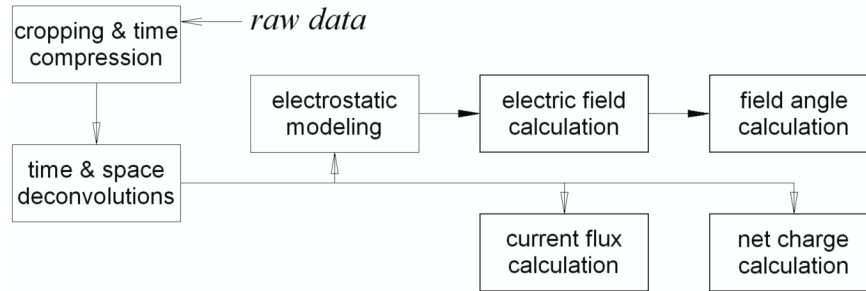 cropping & time
compression
raw data
electrostatic
modeling
electric field
calculation
field angle
calculation
time & space
deconvolutions
current flux
calculation
net charge
calculation